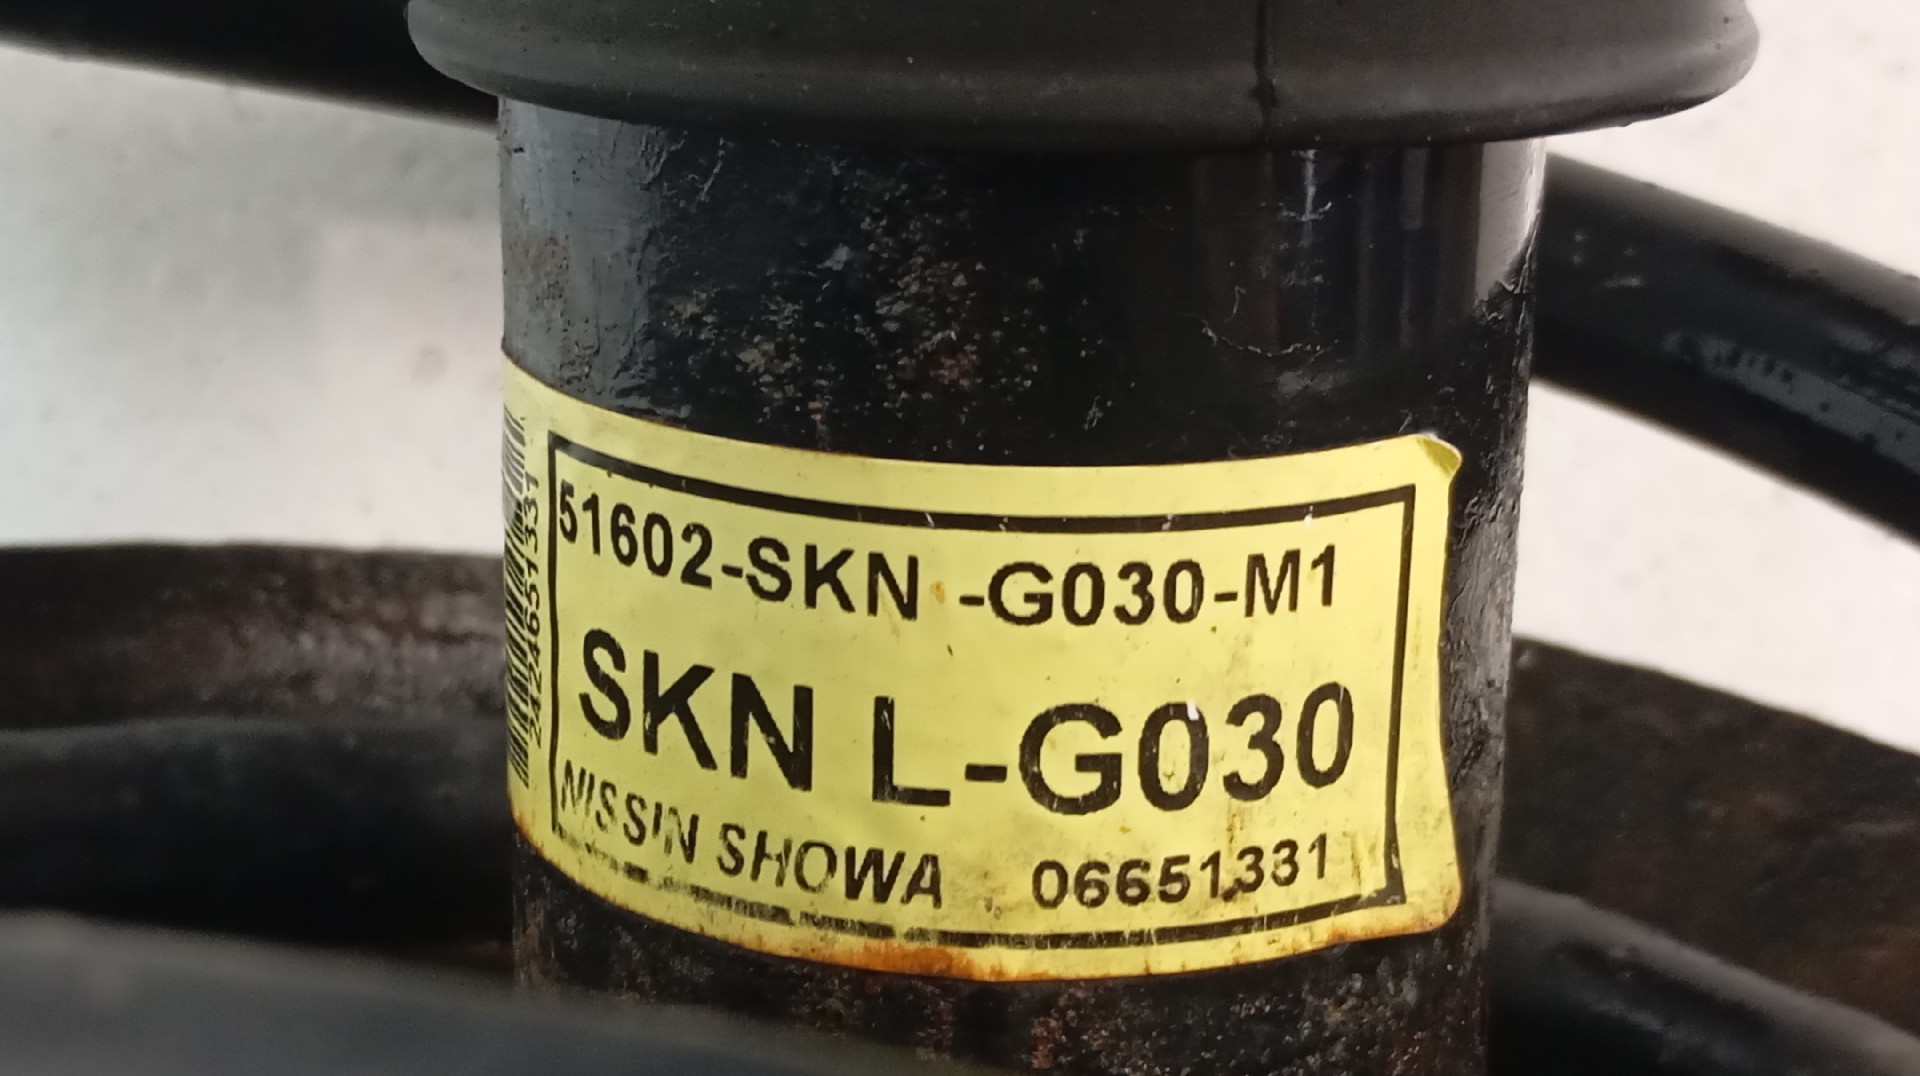 51602-SKN -G030-M1
SKN L-G030
NISSIN SHOWA 06651331